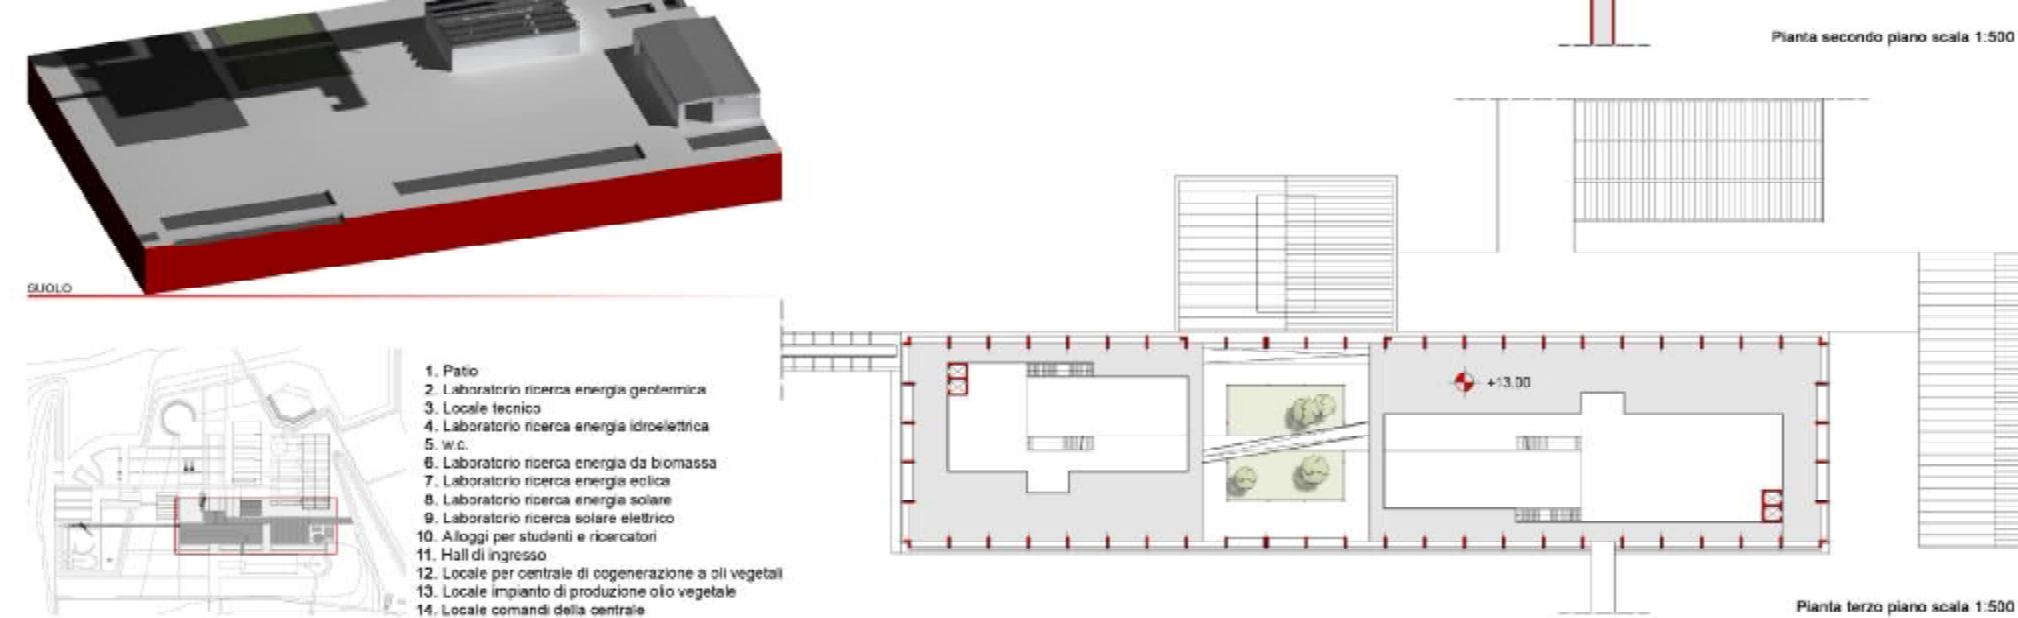 Pianta secondo piano scala 1:500
SUOLO
1. Patio
2. Laboratorio ricerca energia geotermica
3. Locale tecnico
4. Laboratorio ricerca energia idroelettrica
5. w.c.
6. Laboratorio ricerca energia da biomassa
7. Laboratorio ricerca energia eolica
8. Laboratorio ricerca energia solare
9. Laboratorio ricerca solare elettrico
10. Alloggi per studenti e ricercatori
11. Hall di ingresso
12. Locale per centrale di cogenerazione a oli vegetali
13. Locale impianto di produzione olio vegetale
14. Locale comandi della centrale
+13.00
Pianta terzo piano scala 1:500